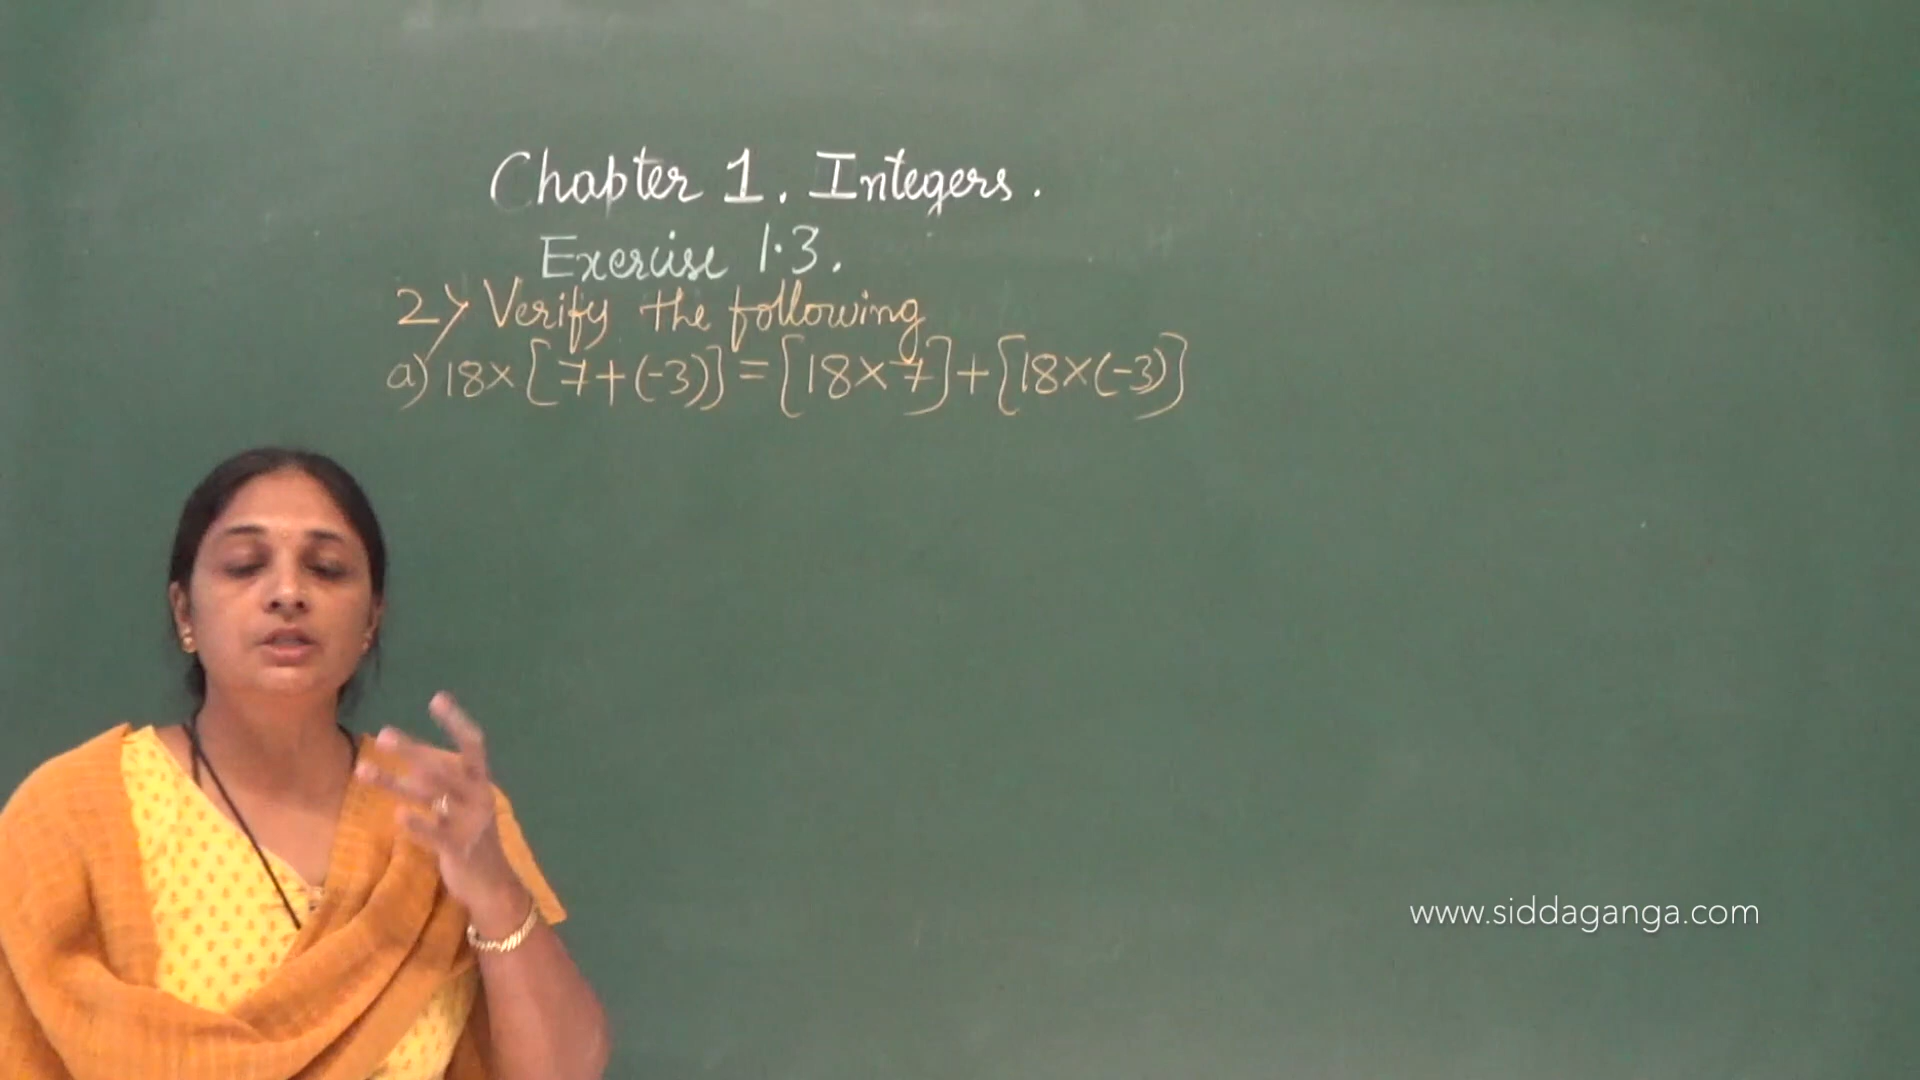 Chapter 1. Integers.
Exercise 1.3.
2) Verify the following
a) 18×[7+(-3)]=[18×7]+[18×(-3)]
www.siddaganga.com